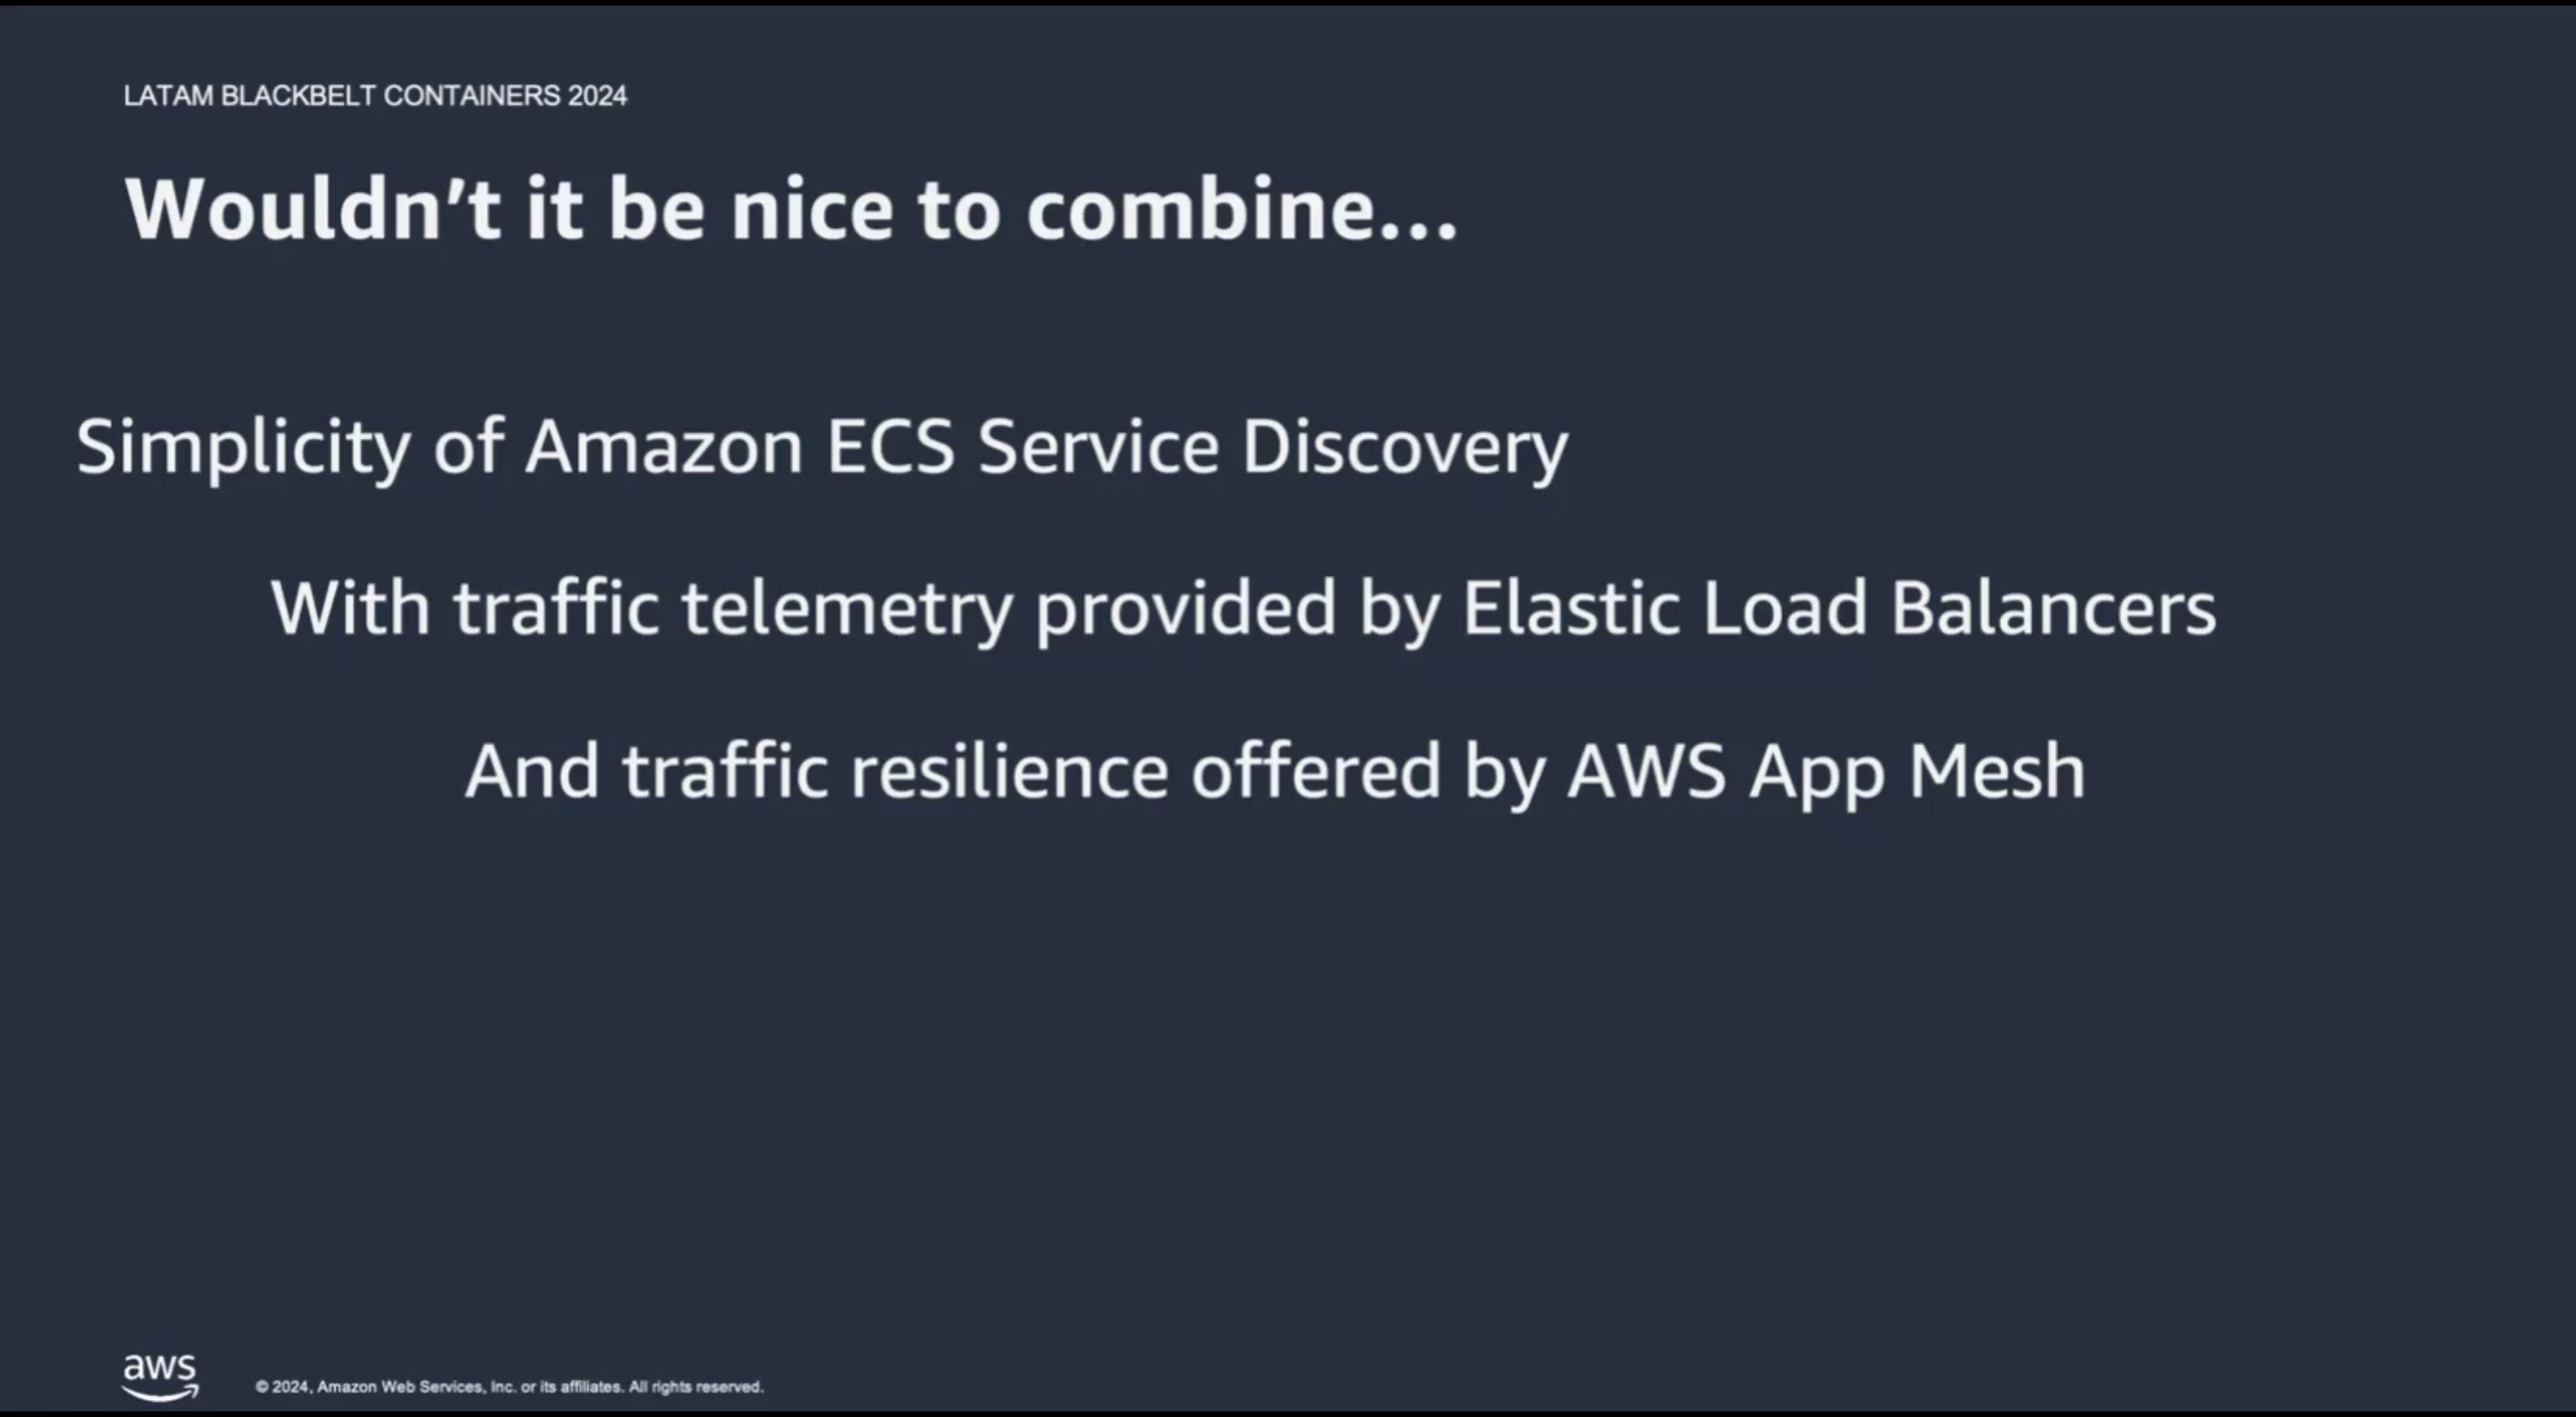 LATAM BLACKBELT CONTAINERS 2024
Wouldn’t it be nice to combine...
Simplicity of Amazon ECS Service Discovery
With traffic telemetry provided by Elastic Load Balancers
And traffic resilience offered by AWS App Mesh
aws
© 2024, Amazon Web Services, Inc. or its affiliates. All rights reserved.